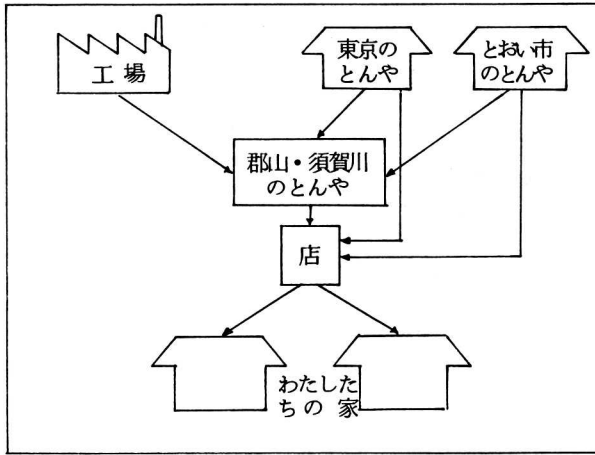 工場
東京の
とんや
とおい市
のとんや
郡山・須賀川
のとんや
店
わたした
ちの家